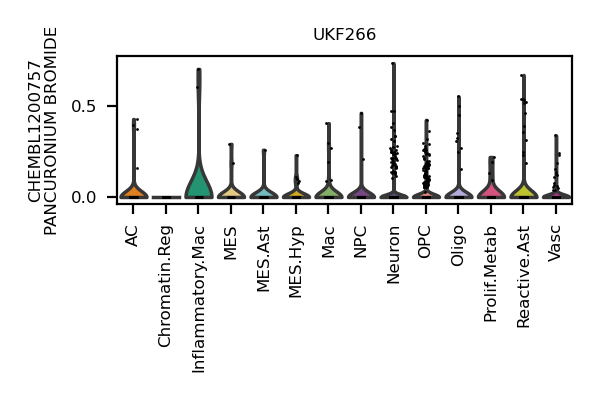 UKF266
CHEMBL1200757
PANCURONIUM BROMIDE
0.5
0.0
AC
Chromatin.Reg
Inflammatory.Mac
MES
MES.Ast
MES.Hyp
Mac
NPC
Neuron
OPC
Oligo
Prolif.Metab
Reactive.Ast
Vasc